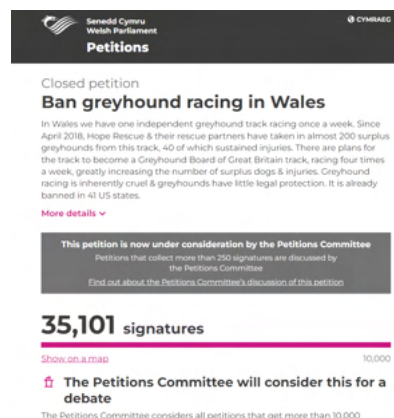 Senedd Cymru
Welsh Parliament
Petitions
CYMRAEG
Closed petition
Ban greyhound racing in Wales
In Wales we have one independent greyhound track racing once a week. Since
April 2018, Hope Rescue & their rescue partners have taken in almost 200 surplus
greyhounds from this track, 40 of which sustained injuries. There are plans for
the track to become a Greyhound Board of Great Britain track, racing four times
a week, greatly increasing the number of surplus dogs & injuries. Greyhound
racing is inherently cruel & greyhounds have little legal protection. It is already
banned in 41 US states.
More details
This petition is now under consideration by the Petitions Committee
Petitions that collect more than 250 signatures are discussed by
the Petitions Committee
Find out about the Petitions Committee's discussion of this petition
35,101 signatures
Show on a map
10,000
The Petitions Committee will consider this for a
debate
The Petitions Committee considers all petitions that get more than 10,000